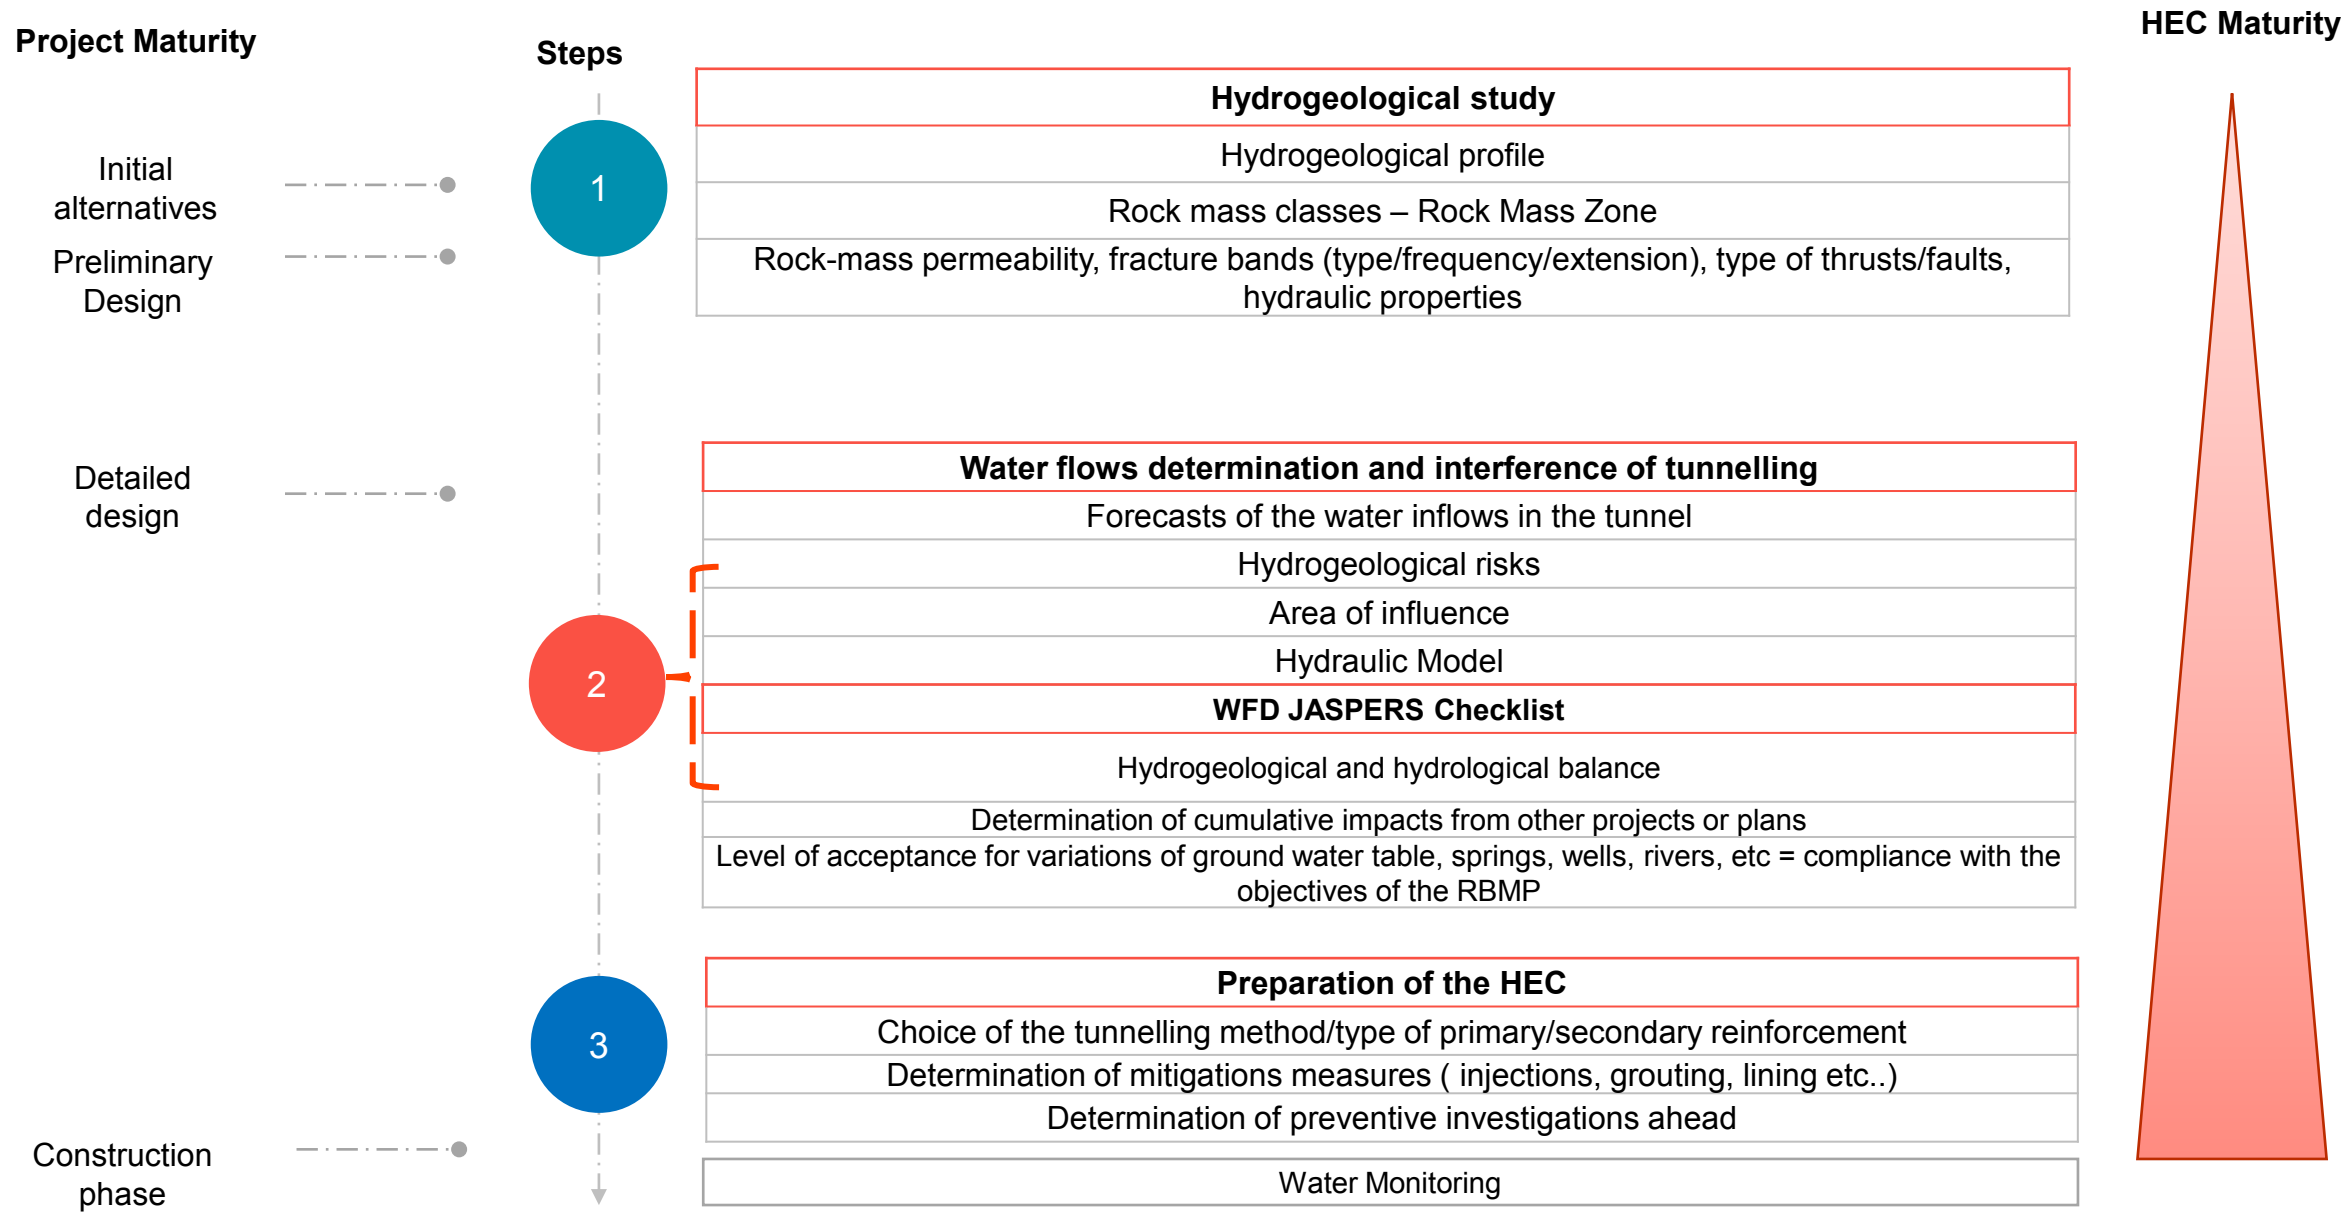 Project Maturity
Steps
HEC Maturity
Initial
alternatives
Preliminary
Design
1
Hydrogeological study
Hydrogeological profile
Rock mass classes – Rock Mass Zone
Rock-mass permeability, fracture bands (type/frequency/extension), type of thrusts/faults,
hydraulic properties
Detailed
design
2
Water flows determination and interference of tunnelling
Forecasts of the water inflows in the tunnel
Hydrogeological risks
Area of influence
Hydraulic Model
WFD JASPERS Checklist
Hydrogeological and hydrological balance
Determination of cumulative impacts from other projects or plans
Level of acceptance for variations of ground water table, springs, wells, rivers, etc = compliance with the
objectives of the RBMP
3
Preparation of the HEC
Choice of the tunnelling method/type of primary/secondary reinforcement
Determination of mitigations measures ( injections, grouting, lining etc..)
Determination of preventive investigations ahead
Construction
phase
Water Monitoring